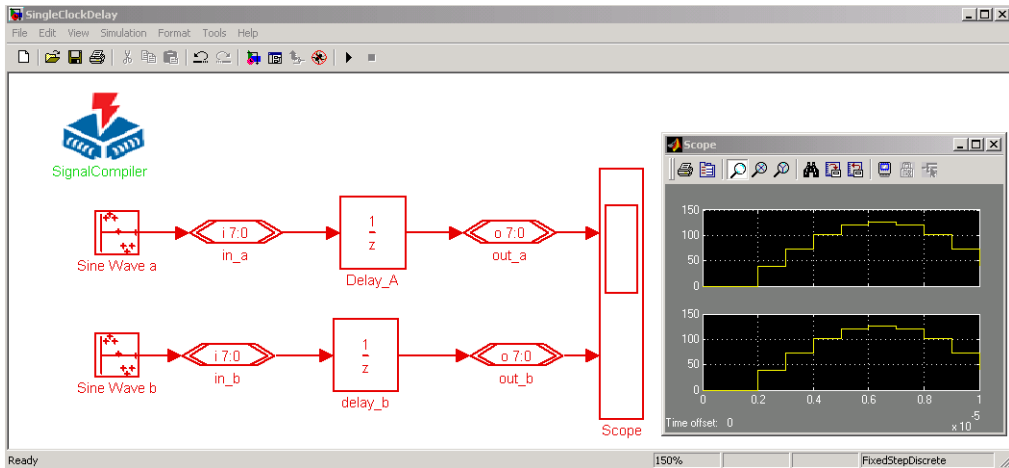 SingleClockDelay
File Edit View Simulation Format Tools Help
SignalCompiler
Scope
Sine Wave a
i 7:0
in_a
1
z
Delay_A
o 7:0
out_a
Sine Wave b
i 7:0
in_b
1
z
delay_b
o 7:0
out_b
Scope
150
100
50
0
150
100
50
0
0 0.2 0.4 0.6 0.8 1
Time offset: 0
x 10 -5
Ready 150% FixedStepDiscrete